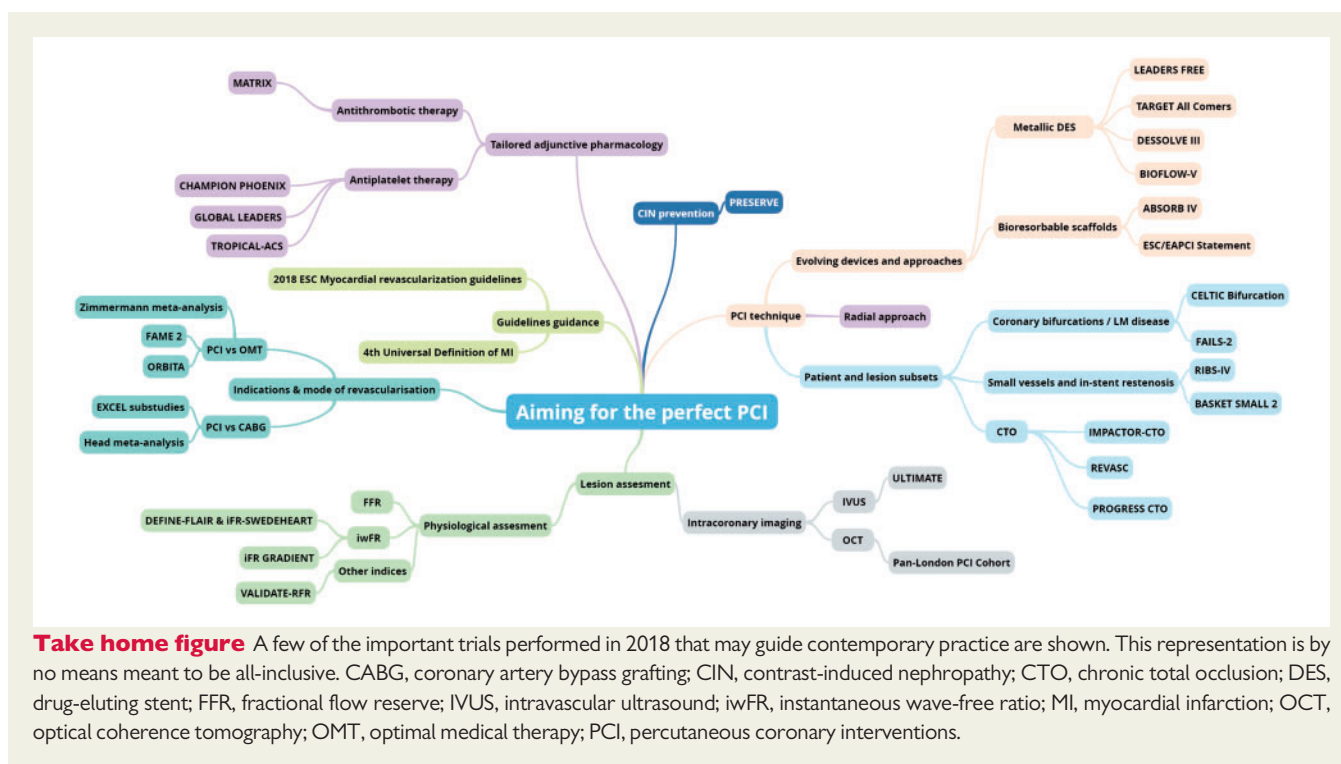 MATRIX
Antithrombotic therapy
Tailored adjunctive pharmacology
Antiplatelet therapy
CHAMPION PHOENIX
GLOBAL LEADERS
TROPICAL-ACS
CIN prevention
PRESERVE
2018 ESC Myocardial revascularization guidelines
Guidelines guidance
4th Universal Definition of MI
Zimmermann meta-analysis
FAME 2
PCI vs OMT
ORBITA
Indications & mode of revascularisation
EXCEL substudies
PCI vs CABG
Head meta-analysis
Aiming for the perfect PCI
LEADERS FREE
TARGET All Comers
Metallic DES
DESSOLVE III
BIOFLOW-V
ABSORB IV
Bioresorbable scaffolds
ESC/EAPCI Statement
Evolving devices and approaches
PCI technique
Radial approach
CELTIC Bifurcation
Coronary bifurcations / LM disease
FAILS-2
Patient and lesion subsets
RIBS-IV
Small vessels and in-stent restenosis
BASKET SMALL 2
CTO
IMPACTOR-CTO
REVASC
PROGRESS CTO
Lesion assesment
FFR
DEFINE-FLAIR & iFR-SWEDEHEART
iwFR
Physiological assesment
iFR GRADIENT
Other indices
VALIDATE-RFR
Intracoronary imaging
IVUS
ULTIMATE
OCT
Pan-London PCI Cohort
Take home figure A few of the important trials performed in 2018 that may guide contemporary practice are shown. This representation is by
no means meant to be all-inclusive. CABG, coronary artery bypass grafting; CIN, contrast-induced nephropathy; CTO, chronic total occlusion; DES,
drug-eluting stent; FFR, fractional flow reserve; IVUS, intravascular ultrasound; iwFR, instantaneous wave-free ratio; MI, myocardial infarction; OCT,
optical coherence tomography; OMT, optimal medical therapy; PCI, percutaneous coronary interventions.